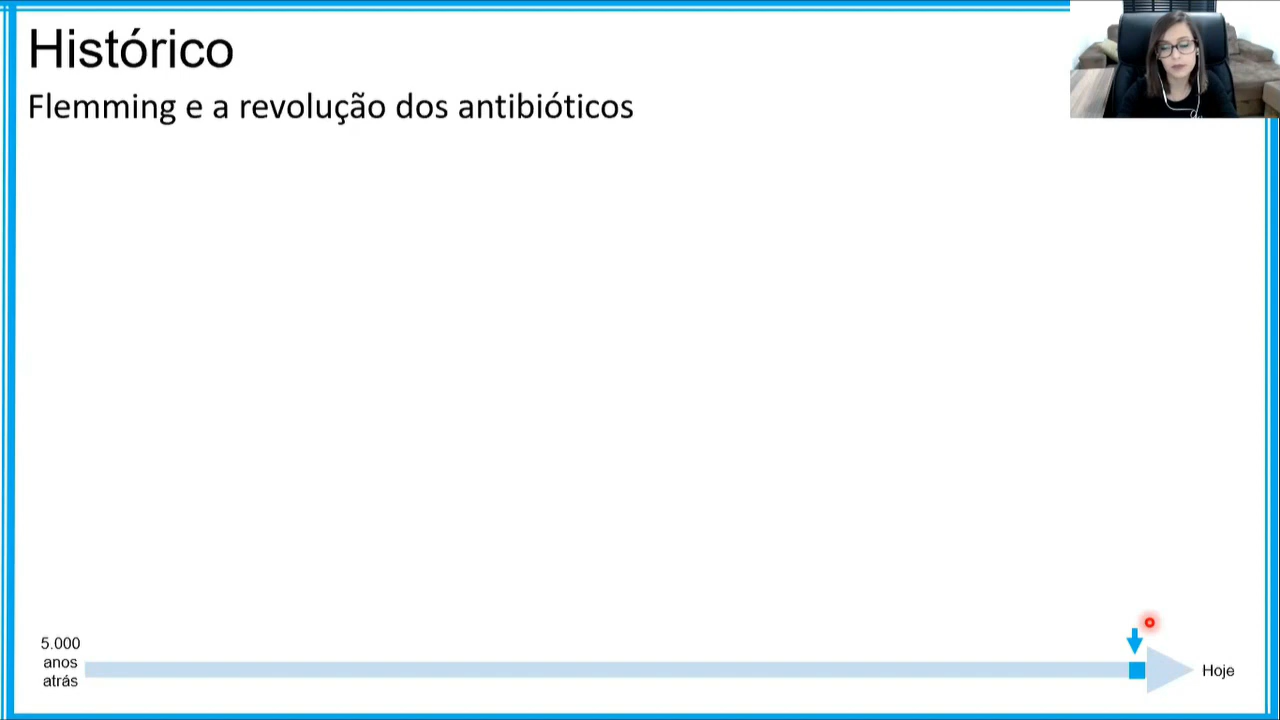 Histórico
Flemming e a revolução dos antibióticos
5.000
anos
atrás
Hoje